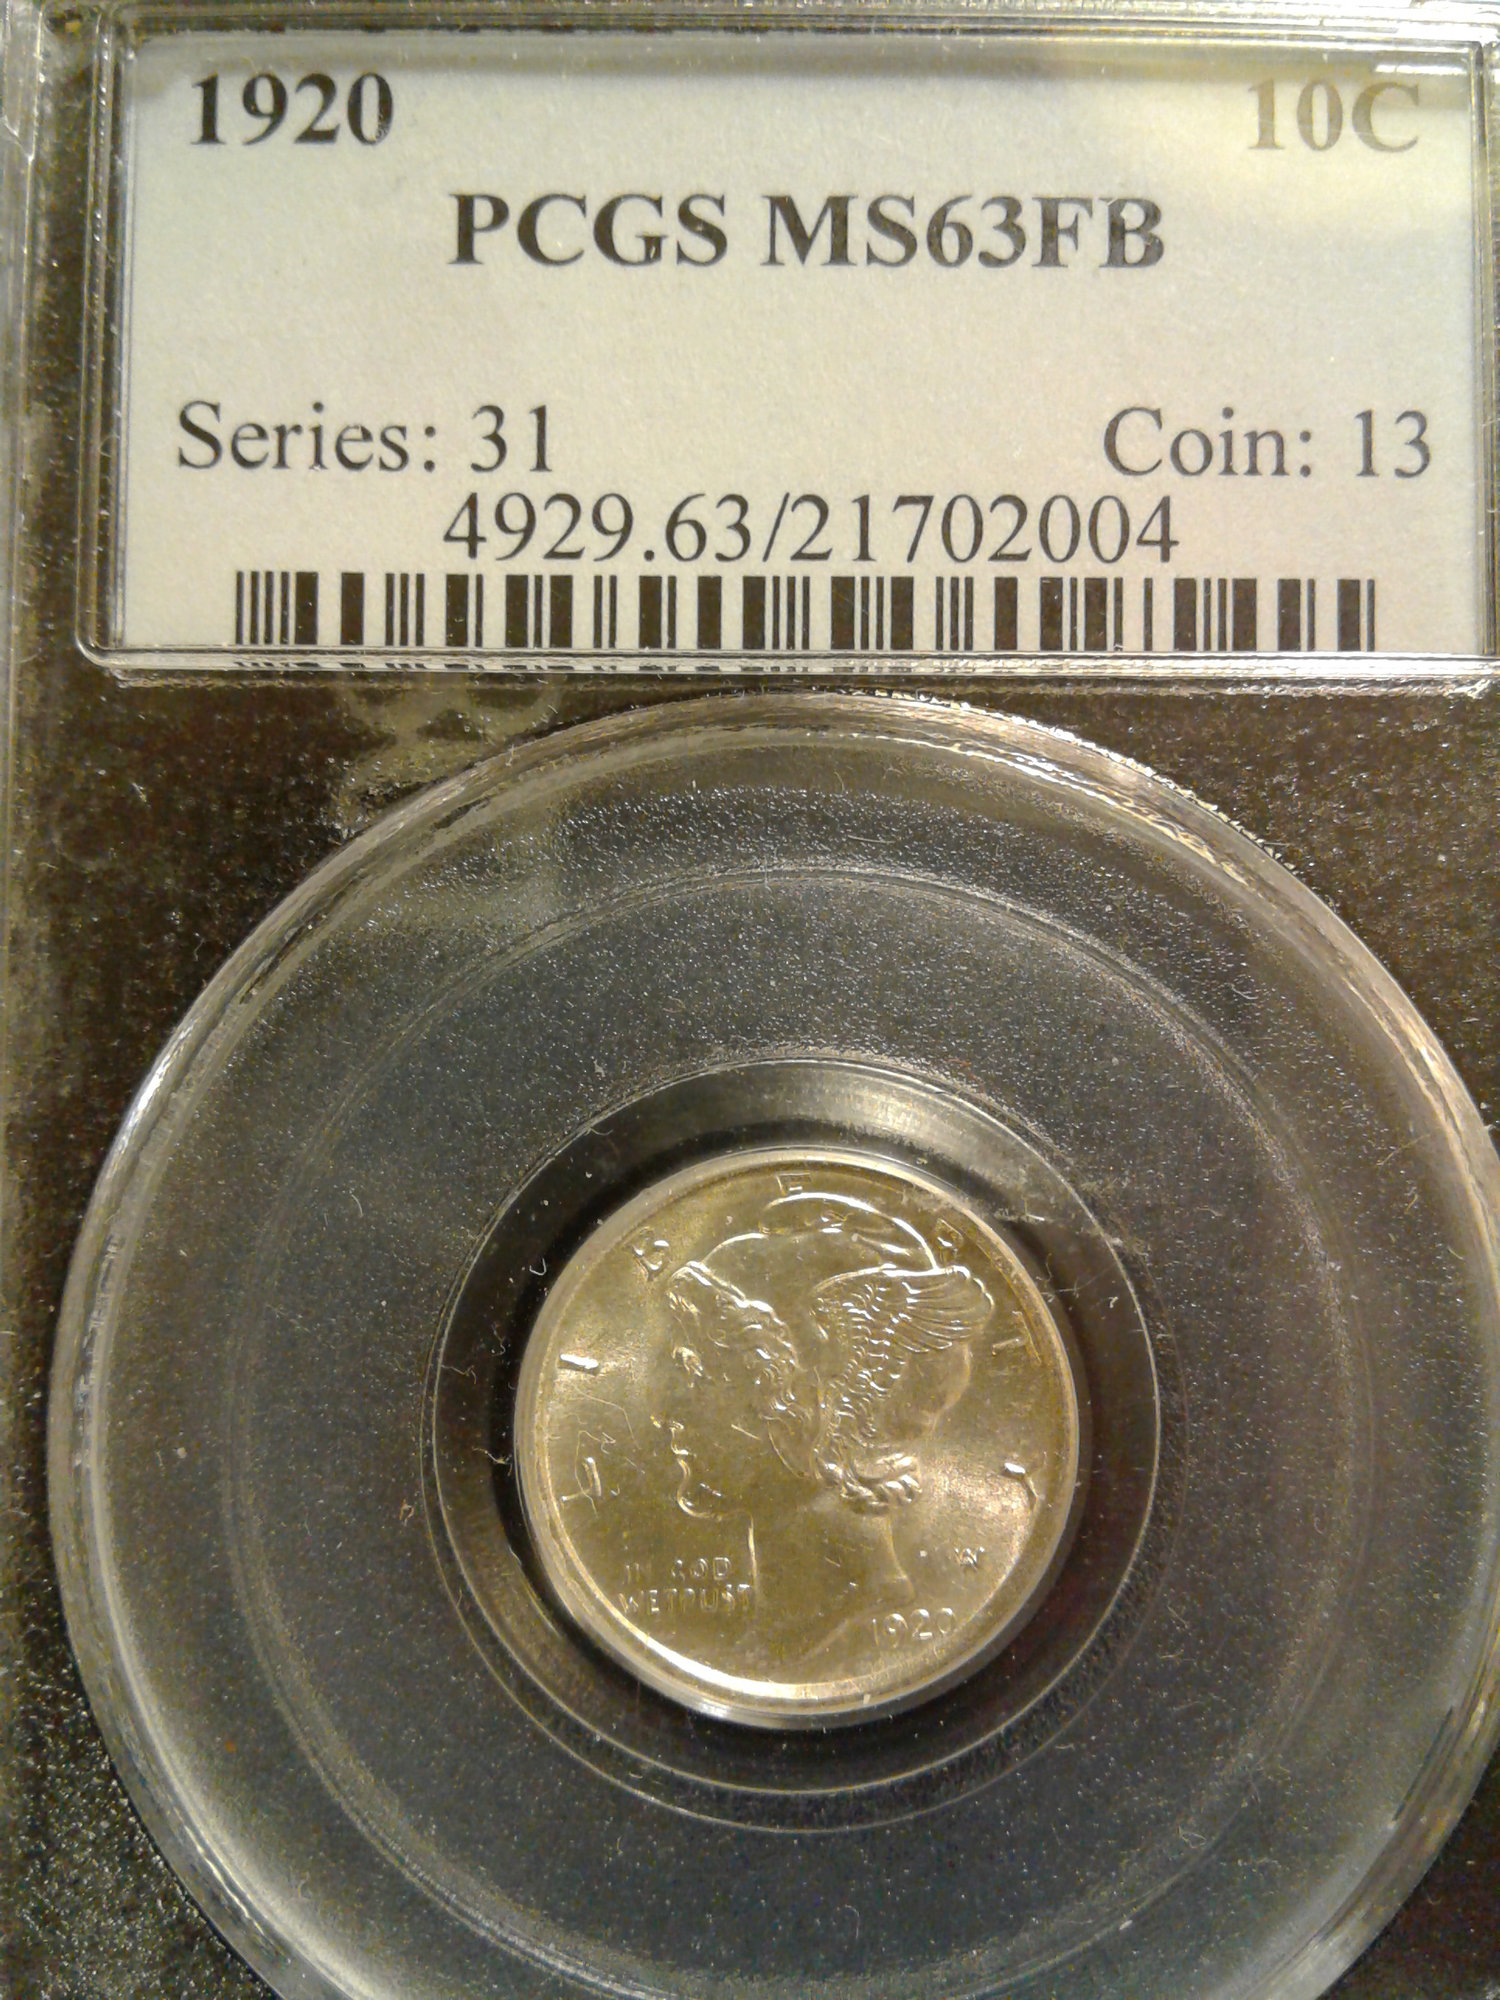 1920 10C
PCGS MS63FB
Series: 31 Coin: 13
4929.63/21702004
LIBERTY
IN GOD
WE TRUST
W
1920